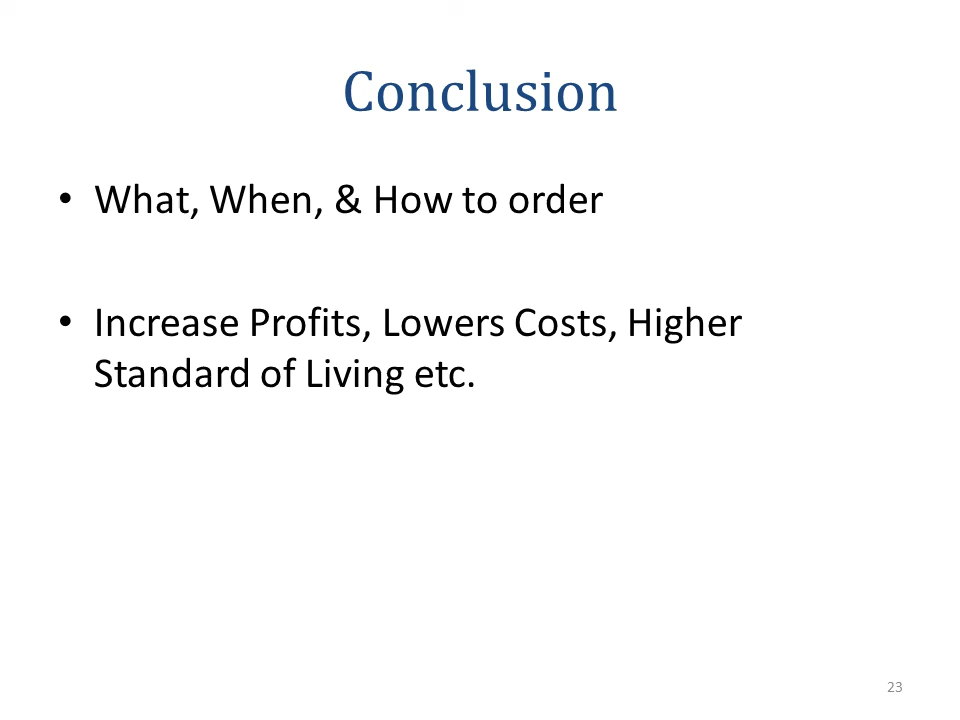 Conclusion
• What, When, & How to order
• Increase Profits, Lowers Costs, Higher
Standard of Living etc.
23